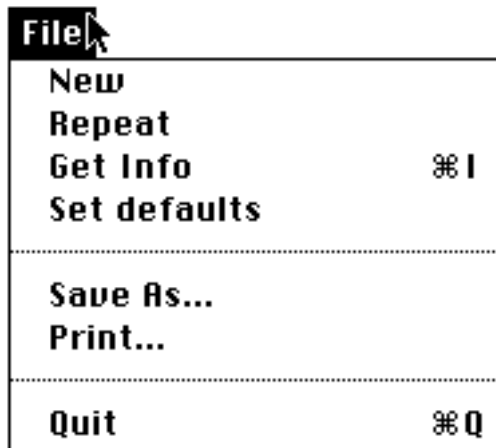 File
New
Repeat
Get Info ⌘I
Set defaults
Save As...
Print...
Quit ⌘Q